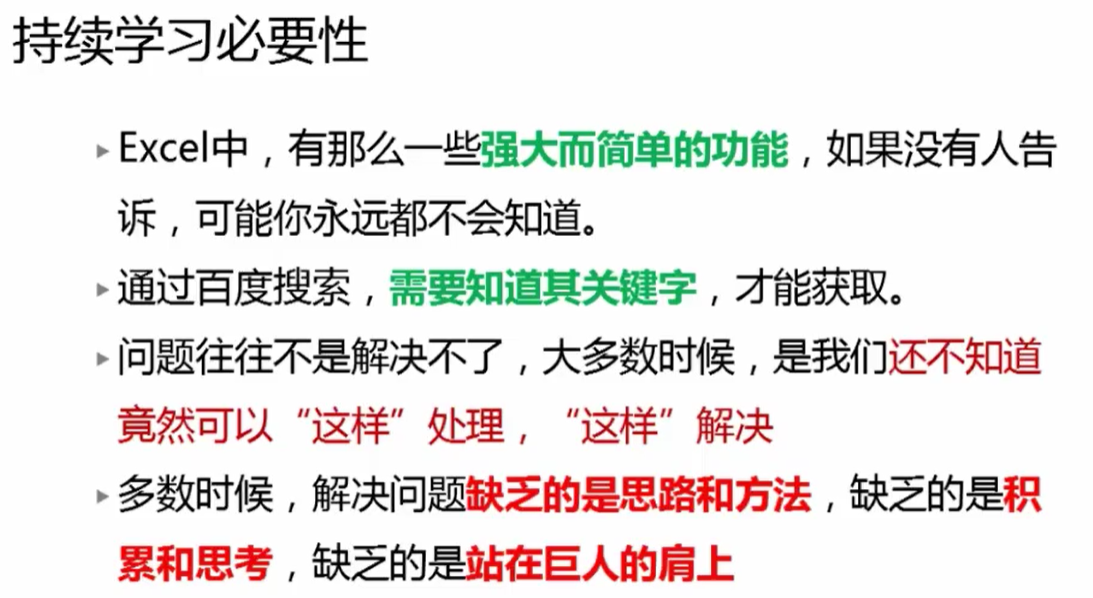 持续学习必要性
Excel中，有那么一些强大而简单的功能，如果没有人告
诉，可能你永远都不会知道。
通过百度搜索，需要知道其关键字，才能获取。
问题往往不是解决不了，大多数时候，是我们还不知道
竟然可以“这样”处理，“这样”解决
多数时候，解决问题缺乏的是思路和方法，缺乏的是积
累和思考，缺乏的是站在巨人的肩上